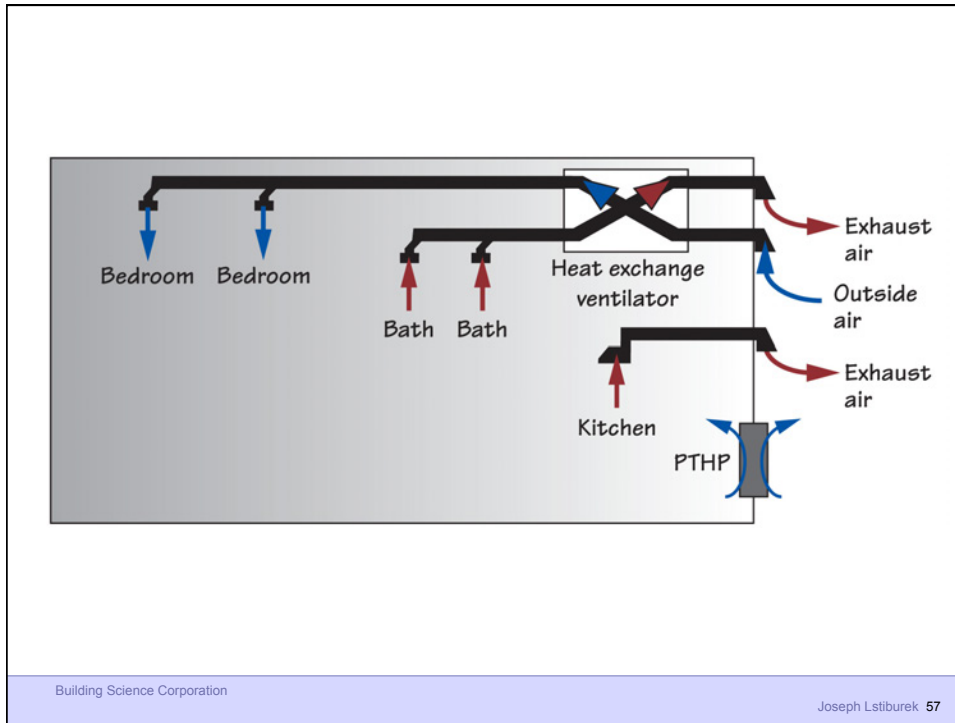 Exhaust
air
Bedroom
Bedroom
Heat exchange
ventilator
Outside
air
Bath
Bath
Exhaust
air
Kitchen
PTHP
Building Science Corporation
Joseph Lstiburek 57